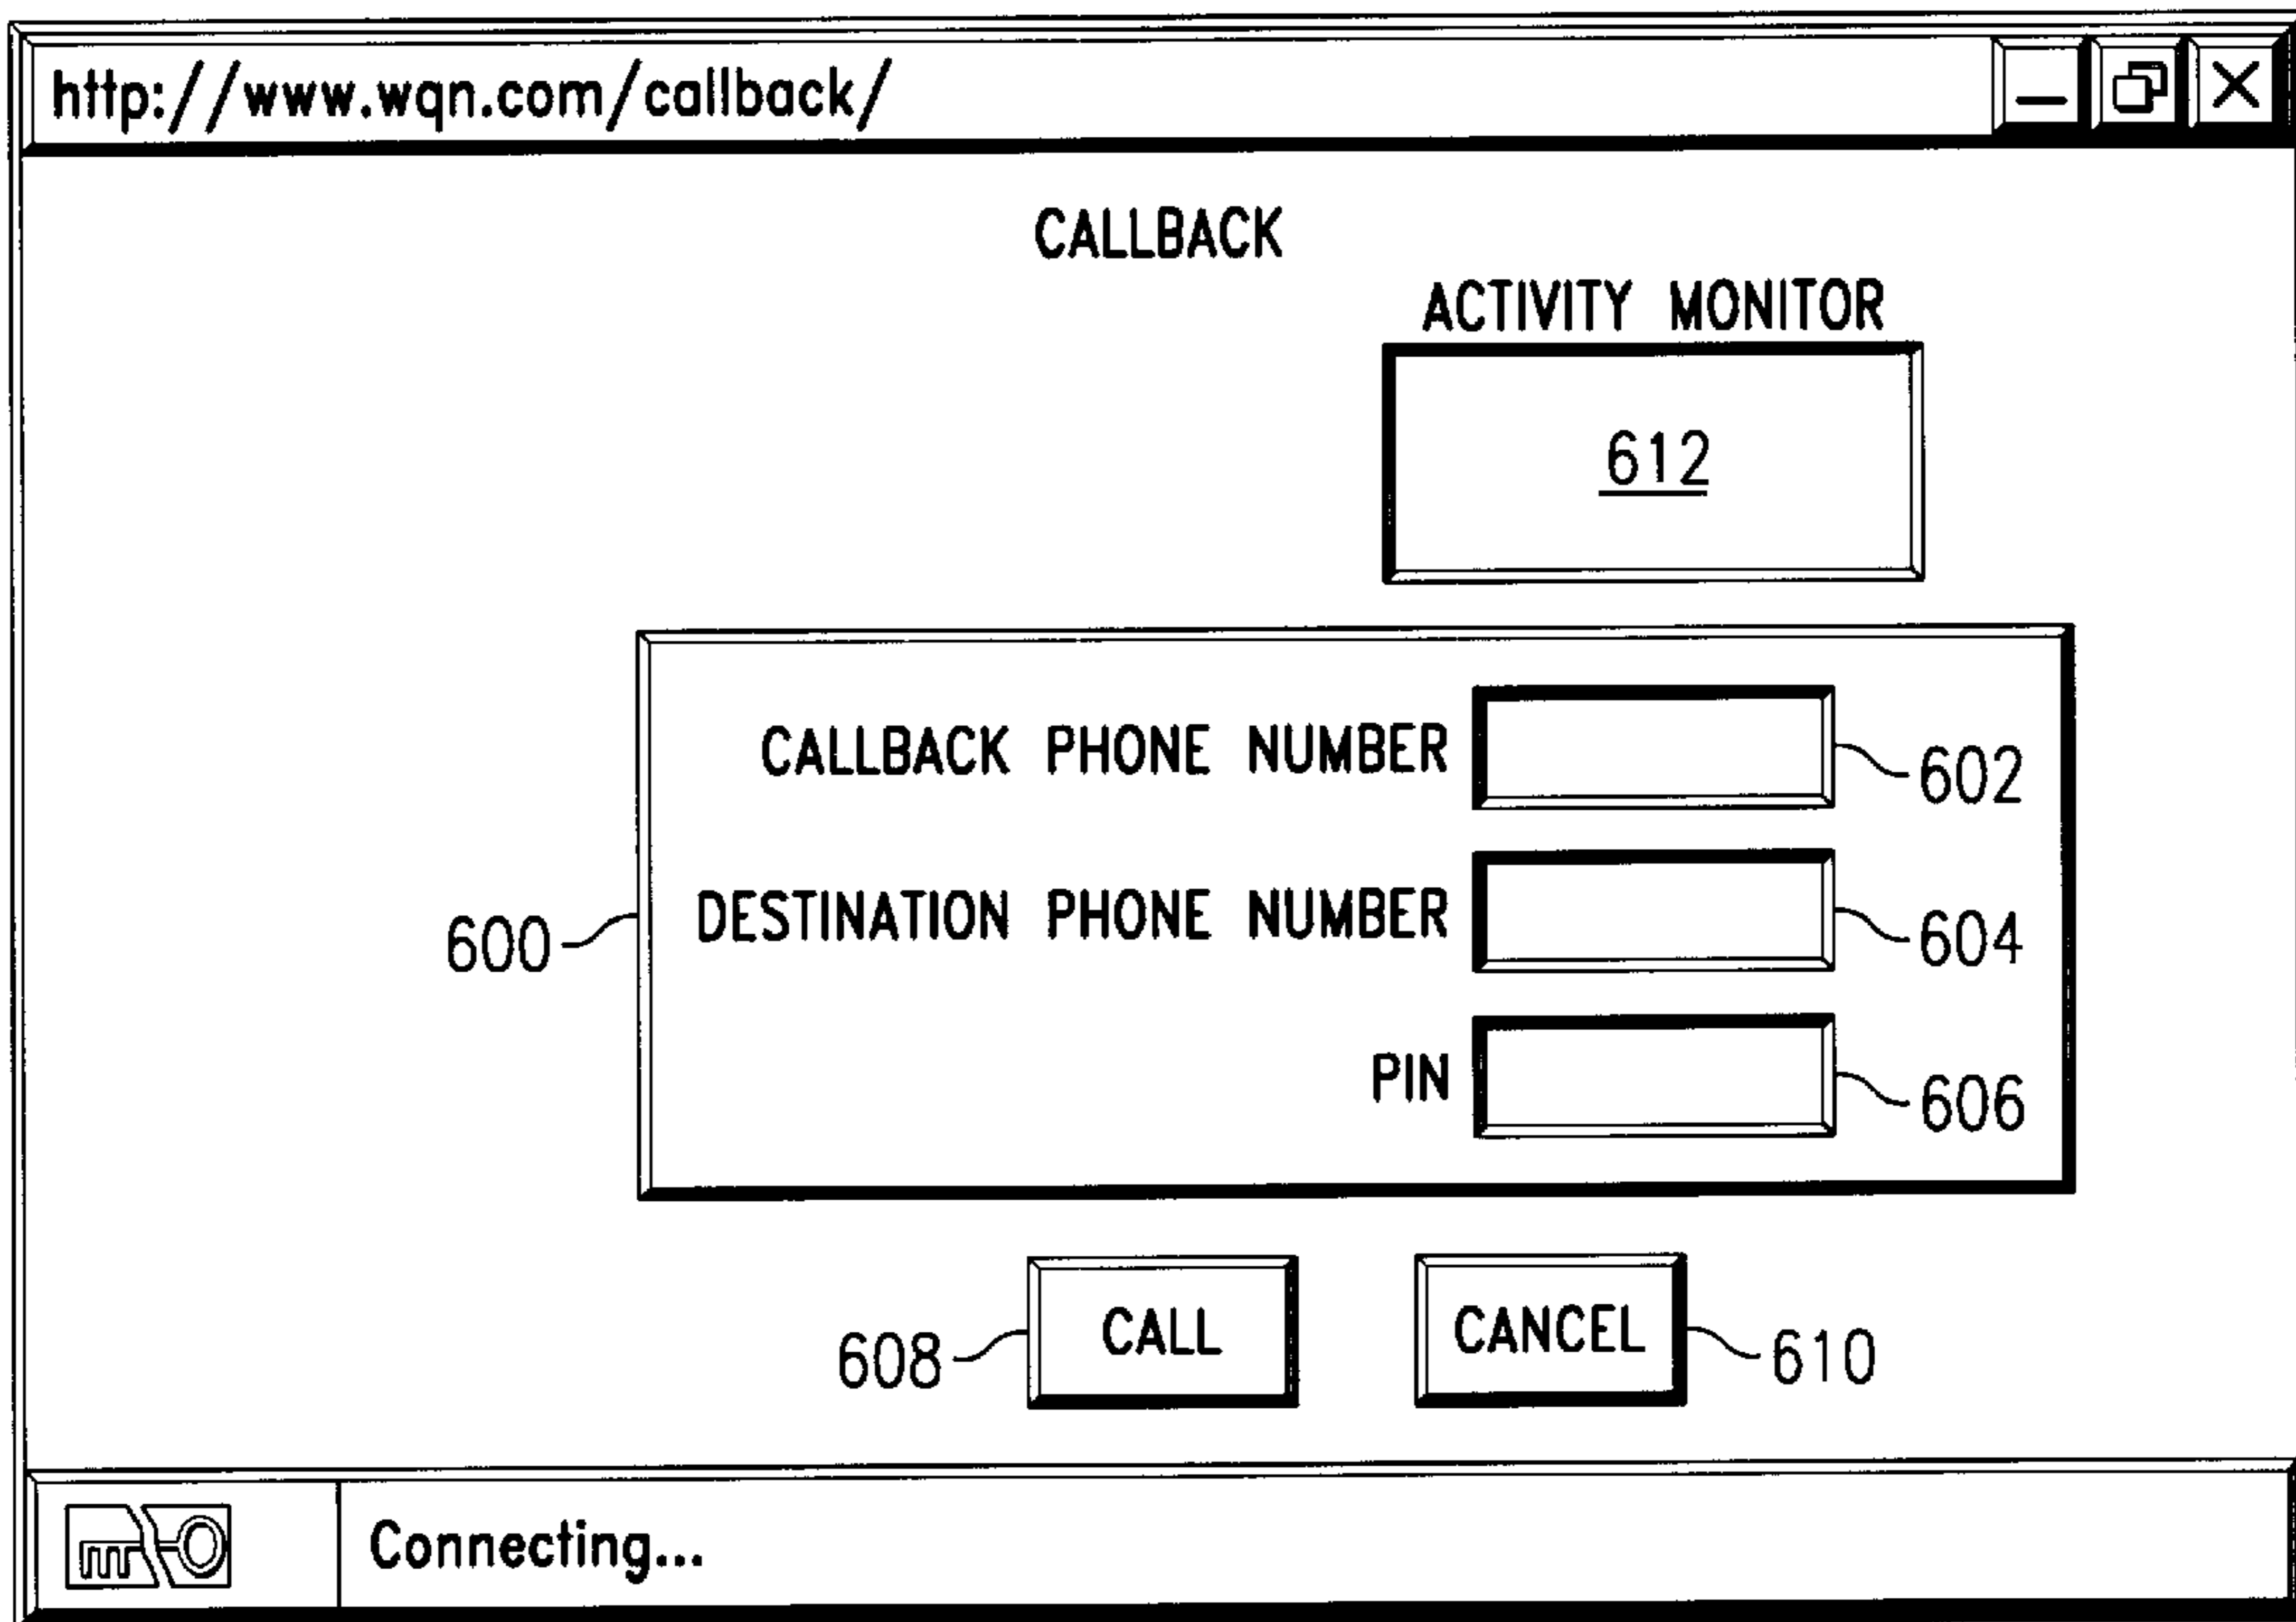 http://www.wqn.com/callback/
CALLBACK
ACTIVITY MONITOR
612
CALLBACK PHONE NUMBER 602
600 DESTINATION PHONE NUMBER 604
PIN 606
608 CALL CANCEL 610
Connecting...